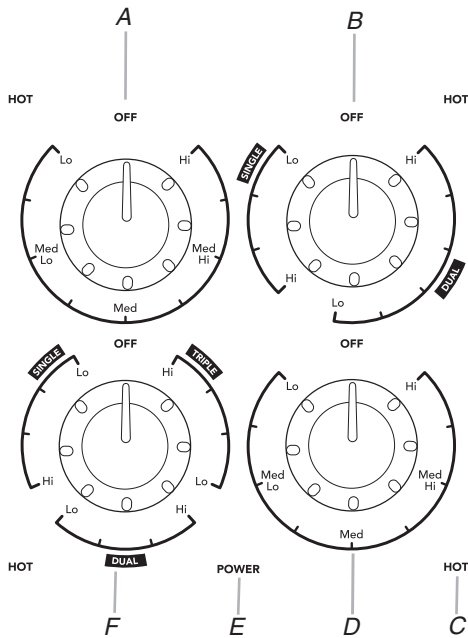 A B
HOT HOT
OFF OFF
Lo Hi SINGLE Lo Hi
Med Lo Med Hi
Hi DUAL
Lo
Med
OFF OFF
SINGLE Lo Hi TRIPLE Lo Hi
Hi Lo Med Lo Med Hi
Lo Hi
Med
DUAL
HOT POWER HOT
F E D C